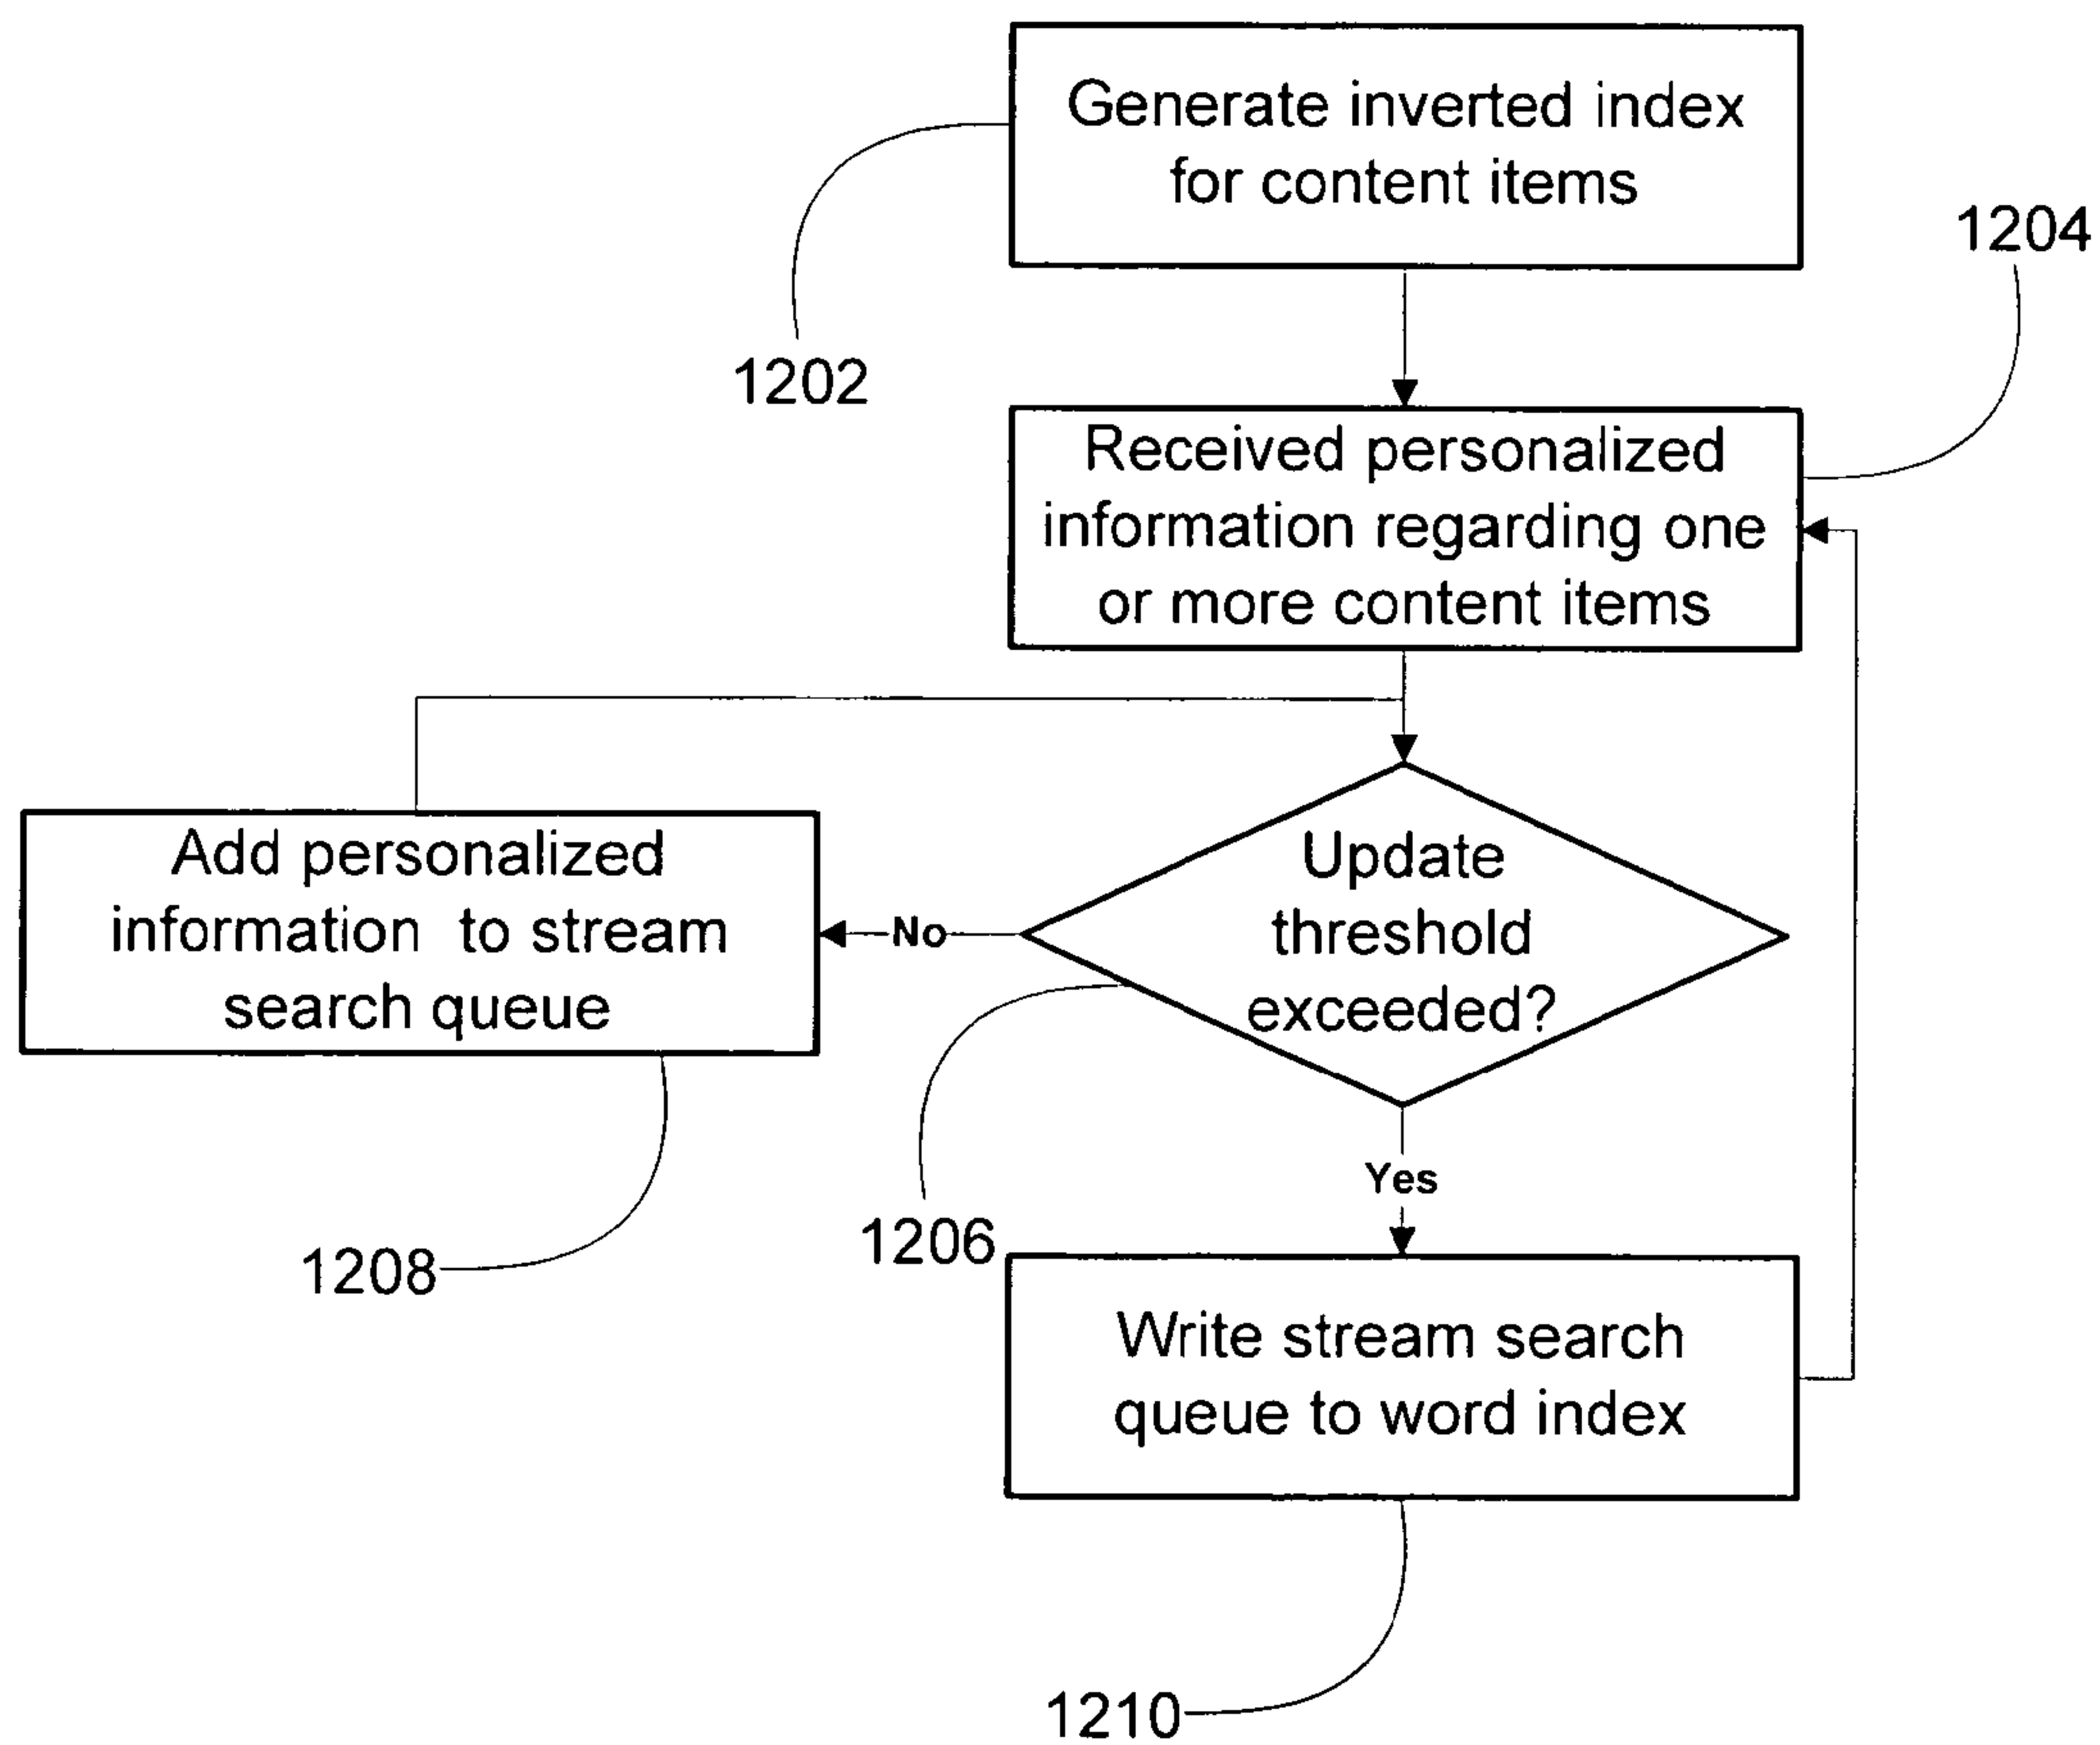 Generate inverted index
for content items
1204
1202
Received personalized
information regarding one
or more content items
Add personalized
information to stream
search queue
No
Update
threshold
exceeded?
Yes
1206
1208
Write stream search
queue to word index
1210